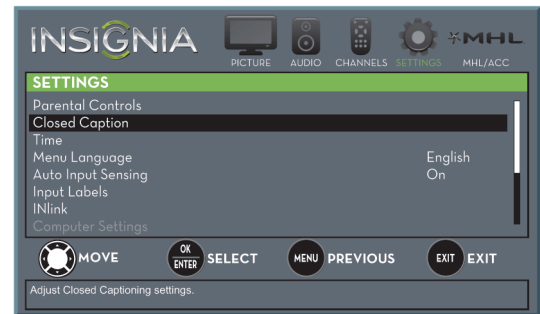 INSIGNIA
PICTURE AUDIO CHANNELS SETTINGS MHL/ACC
MHL
SETTINGS
Parental Controls
Closed Caption
Time
Menu Language English
Auto Input Sensing On
Input Labels
INlink
Computer Settings
MOVE OK ENTER SELECT MENU PREVIOUS EXIT EXIT
Adjust Closed Captioning settings.